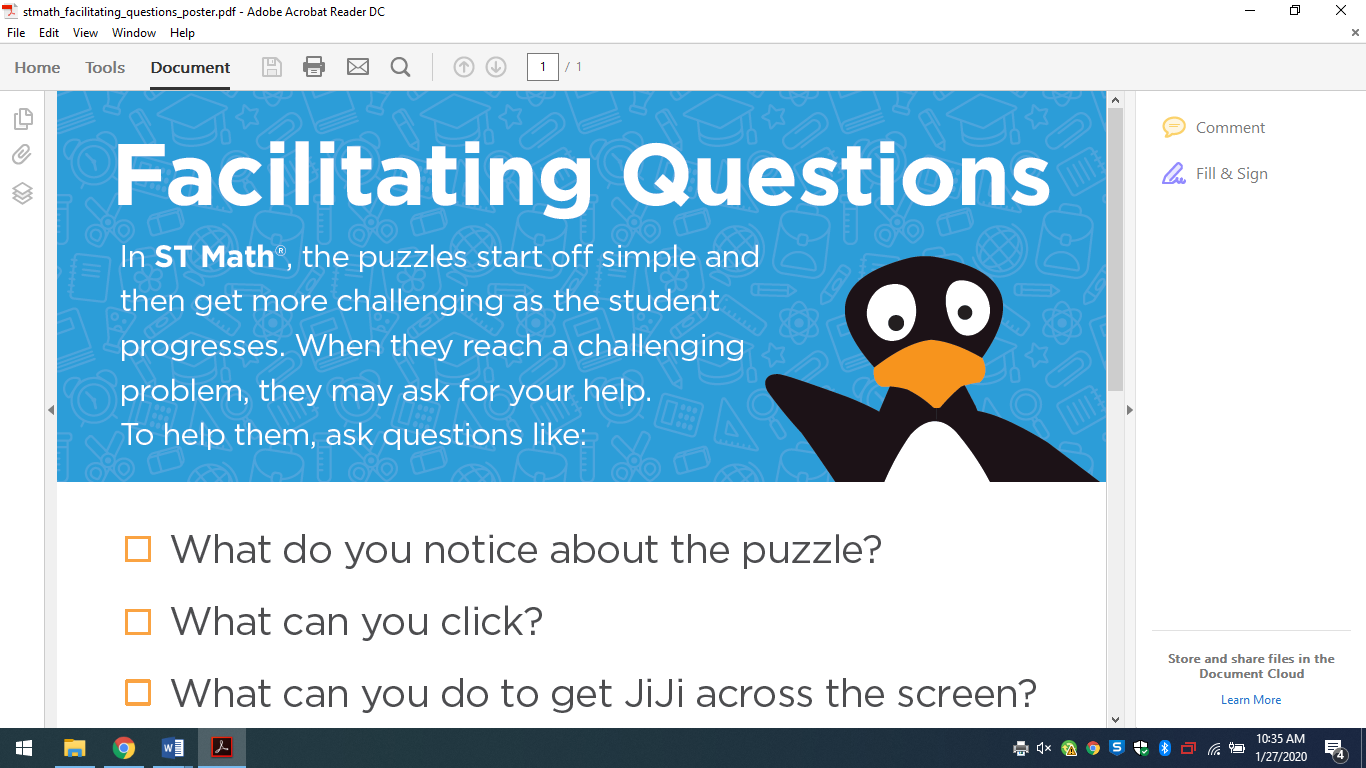 stmath_facilitating_questions_poster.pdf - Adobe Acrobat Reader DC
File Edit View Window Help
Home Tools Document 1 / 1
Facilitating Questions
In ST Math®, the puzzles start off simple and
then get more challenging as the student
progresses. When they reach a challenging
problem, they may ask for your help.
To help them, ask questions like:
What do you notice about the puzzle?
What can you click?
What can you do to get JiJi across the screen?
Comment
Fill & Sign
Store and share files in the
Document Cloud
Learn More
10:35 AM
1/27/2020
4